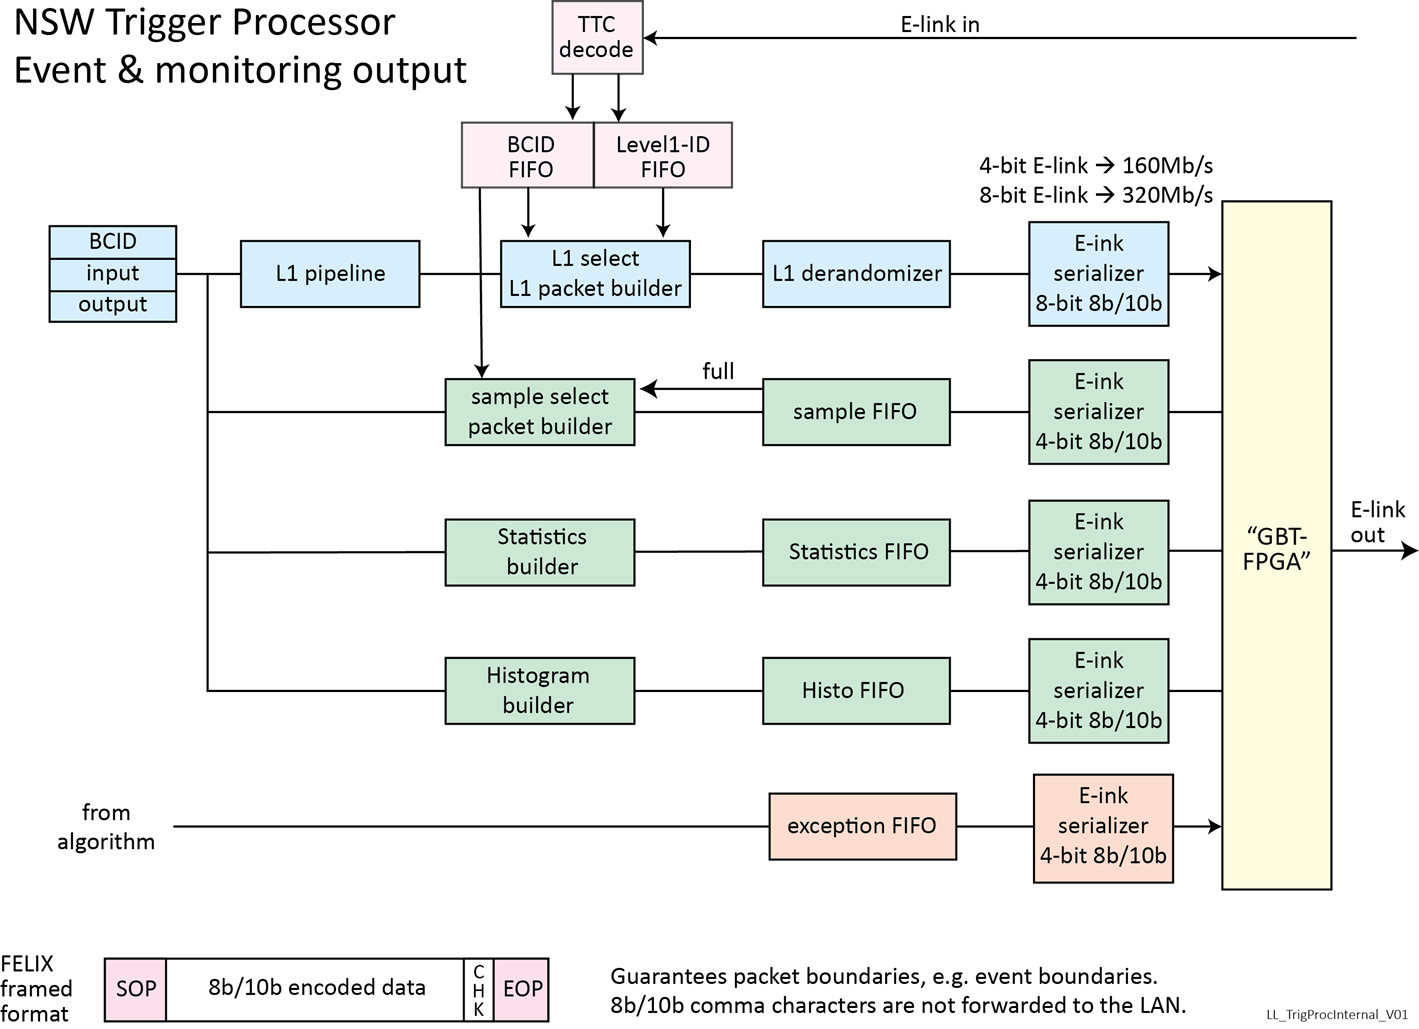 NSW Trigger Processor
Event & monitoring output
TTC
decode
E-link in
BCID
FIFO
Level1-ID
FIFO
4-bit E-link → 160Mb/s
8-bit E-link → 320Mb/s
BCID
input
output
L1 pipeline
L1 select
L1 packet builder
L1 derandomizer
E-ink
serializer
8-bit 8b/10b
sample select
packet builder
full
sample FIFO
E-ink
serializer
4-bit 8b/10b
Statistics
builder
Statistics FIFO
E-ink
serializer
4-bit 8b/10b
"GBT-
FPGA"
E-link
out
Histogram
builder
Histo FIFO
E-ink
serializer
4-bit 8b/10b
from
algorithm
exception FIFO
E-ink
serializer
4-bit 8b/10b
FELIX
framed
format
SOP
8b/10b encoded data
C
H
K
EOP
Guarantees packet boundaries, e.g. event boundaries.
8b/10b comma characters are not forwarded to the LAN.
LL_TrigProcInternal_V01